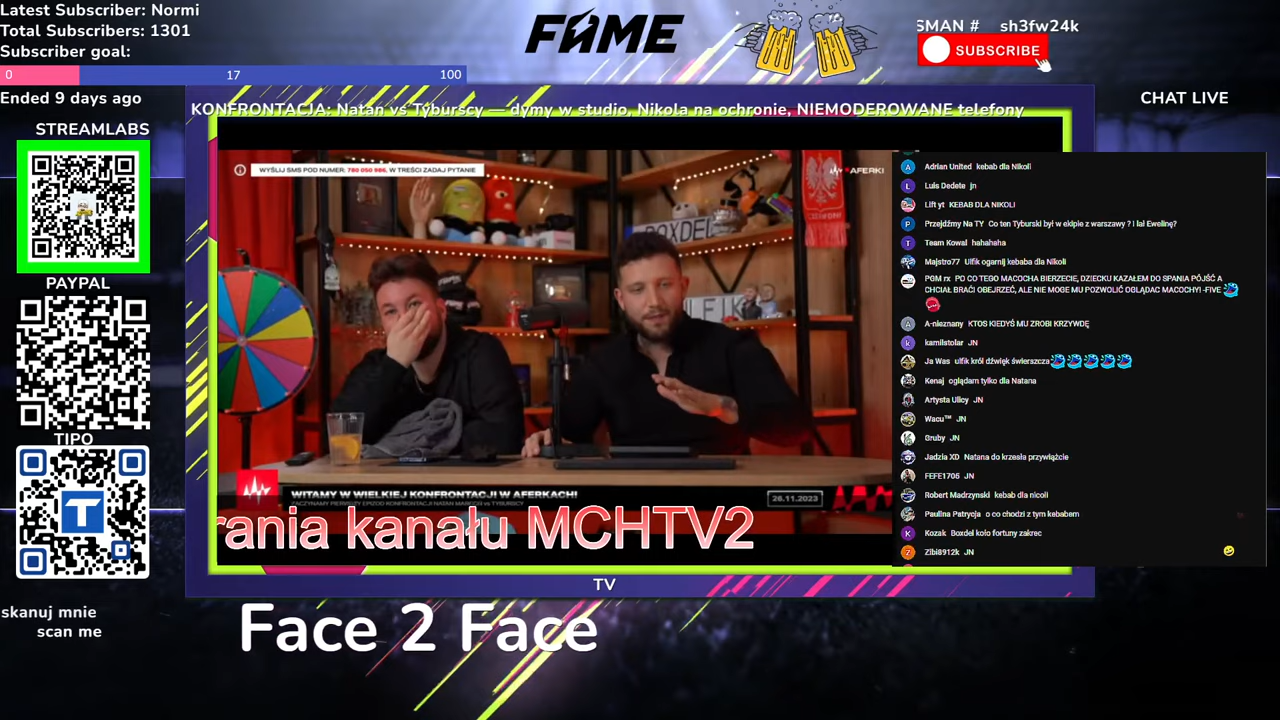 Latest Subscriber: Normi
Total Subscribers: 1301
Subscriber goal:
0 17 100
Ended 9 days ago
STREAMLABS
PAYPAL
TIPO
T
skanuj mnie
scan me
FAME
SMAN # sh3fw24k
SUBSCRIBE
CHAT LIVE
KONFRONTACJA: Natan vs Tyburscy — dymy w studio, Nikola na ochronie, NIEMODEROWANE telefony
WYŚLIJ SMS POD NUMER: 780 050 986, W TREŚCI ZADAJ PYTANIE
AFERKI
BOXDEL
WITAMY W WIELKIEJ KONFRONTACJI W AFERKACH!
26.11.2023
rania kanału MCHTV2
TV
Face 2 Face
Adrian United kebab dla Nikoli
Luis Dedete jn
Lift yt KEBAB DLA NIKOLI
Przejdźmy Na TY Co ten Tyburski był w ekipie z warszawy ? I lał Ewelinę?
Team Kowal hahahaha
Majstro77 Ulfik ogarnij kebaba dla Nikoli
PGM rx PO CO TEGO MACOCHA BIERZECIE, DZIECKU KAZAŁEM DO SPANIA PÓJŚĆ A
CHCIAŁ BRAĆI OBEJRZEĆ, ALE NIE MOGE MU POZWOLIĆ OGLĄDAC MACOCHY!-FIVE
A-nieznany KTOS KIEDYŚ MU ZROBI KRZYWDĘ
kamilstolar JN
Ja Was ulfik król dźwięk świerszcza
Kenaj oglądam tylko dla Natana
Artysta Ulicy JN
Wacu™ JN
Gruby JN
Jadzia XD Natana do krzesła przywiążcie
FEFE1706 JN
Robert Madrzynski kebab dla nicoli
Paulina Patrycja o co chodzi z tym kebabem
Kozak Boxdel koło fortuny zakrec
Zibi8912k JN